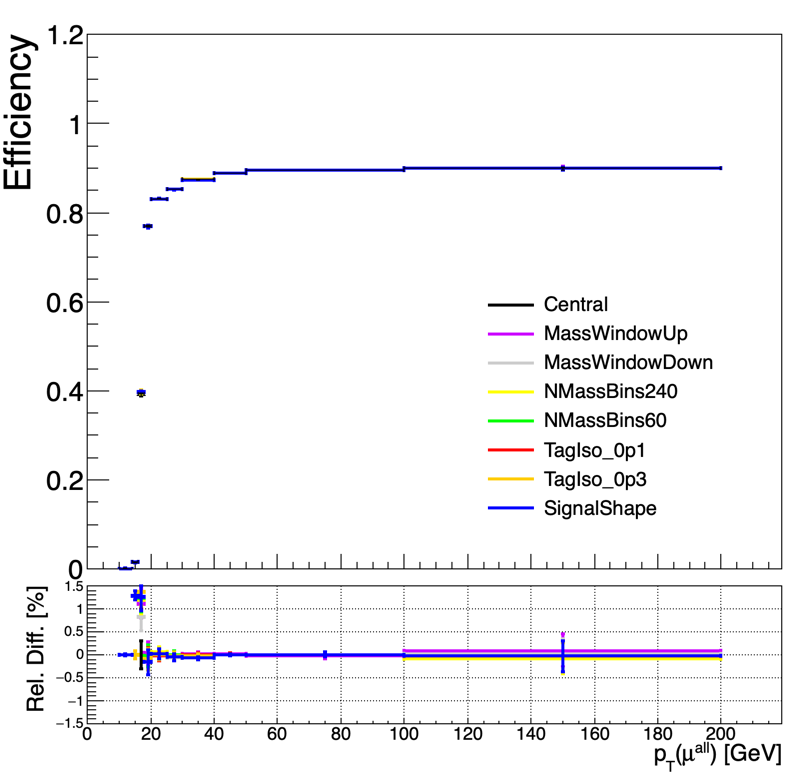 Efficiency
1.2
1
0.8
0.6
0.4
0.2
0
Central
MassWindowUp
MassWindowDown
NMassBins240
NMassBins60
TagIso_0p1
TagIso_0p3
SignalShape
Rel. Diff. [%]
1.5
1
0.5
0
−0.5
−1
−1.5
0 20 40 60 80 100 120 140 160 180 200
p_T(μ^all) [GeV]